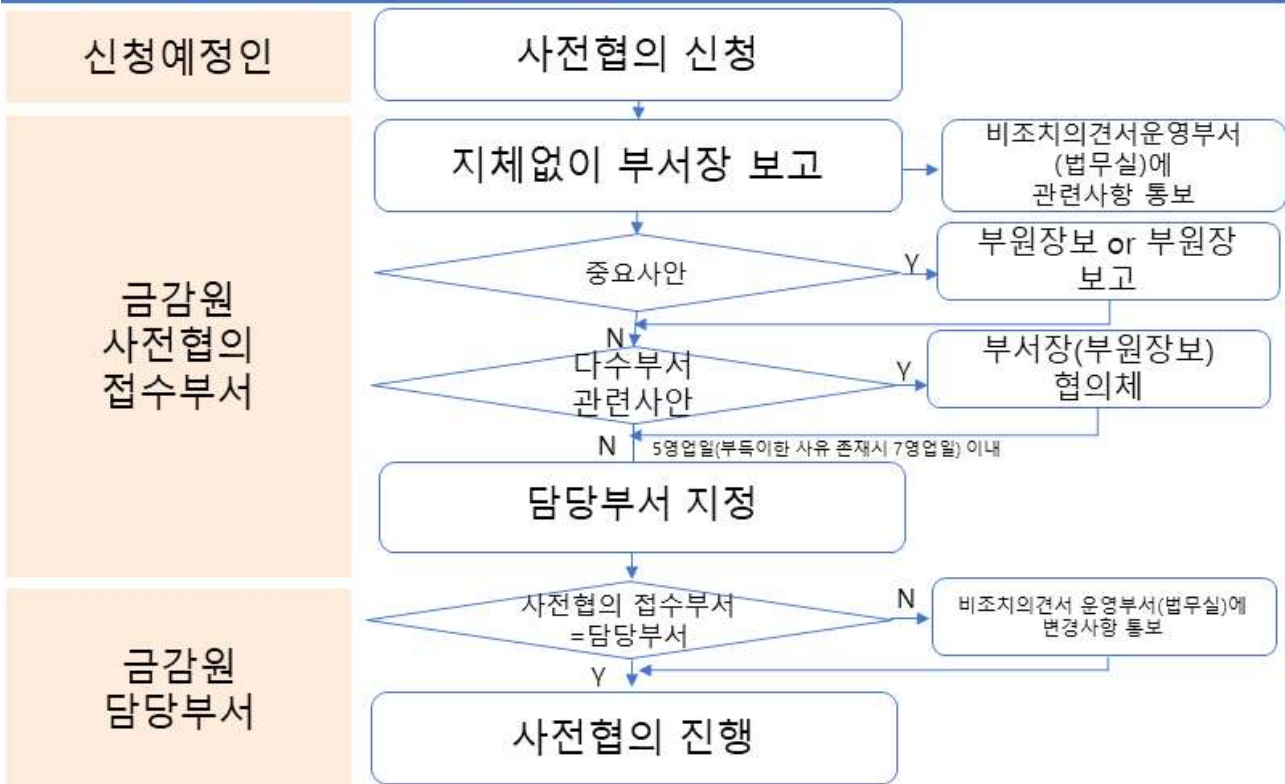 신청예정인
사전협의 신청
금감원
사전협의
접수부서
지체없이 부서장 보고
비조치의견서운영부서
(법무실)에
관련사항 통보
중요사안
Y
부원장보 or 부원장
보고
N
다수부서
관련사안
Y
부서장(부원장보)
협의체
N
5영업일(부득이한 사유 존재시 7영업일) 이내
담당부서 지정
금감원
담당부서
사전협의 접수부서
=담당부서
N
비조치의견서 운영부서(법무실)에
변경사항 통보
Y
사전협의 진행